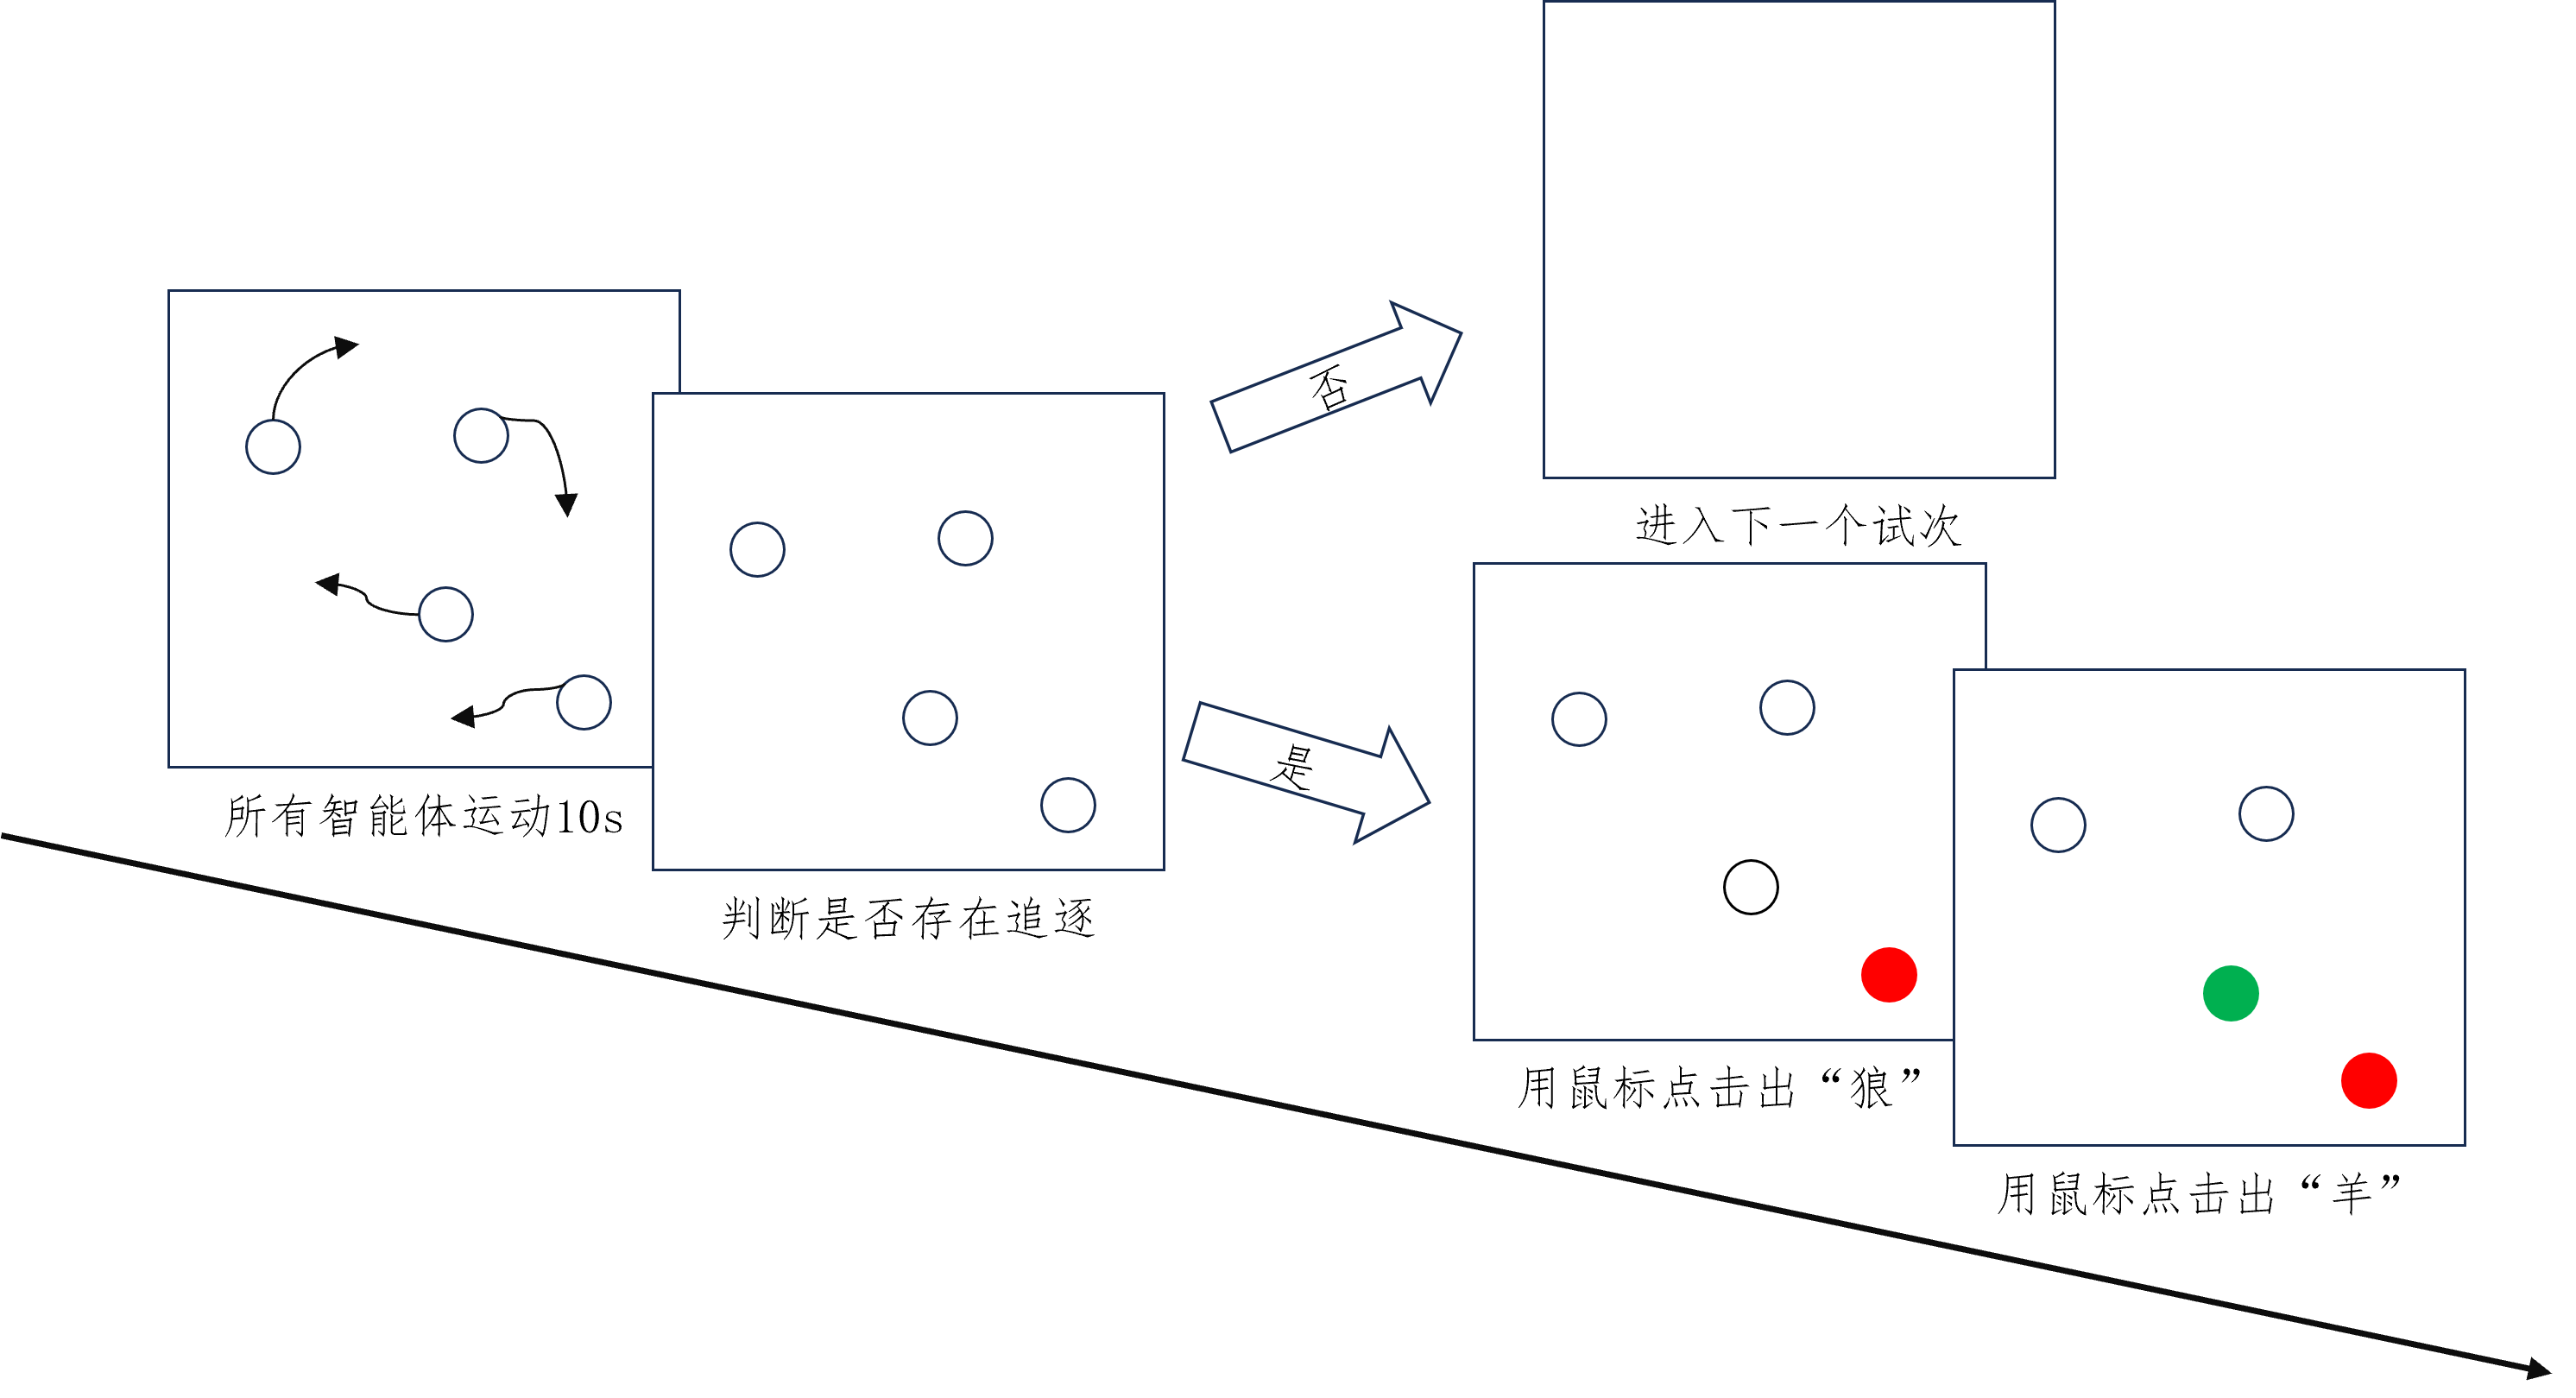 所有智能体运动10s
判断是否存在追逐
否
进入下一个试次
是
用鼠标点击出“狼”
用鼠标点击出“羊”